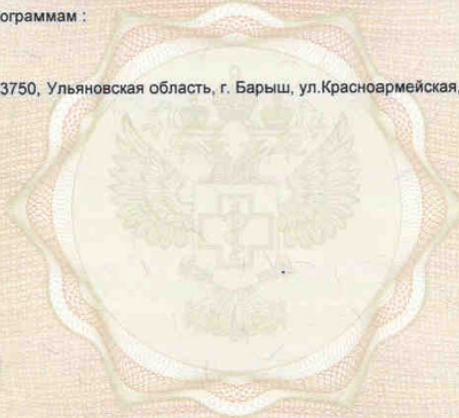 ограммам :
3750, Ульяновская область, г. Барыш, ул.Красноармейская,